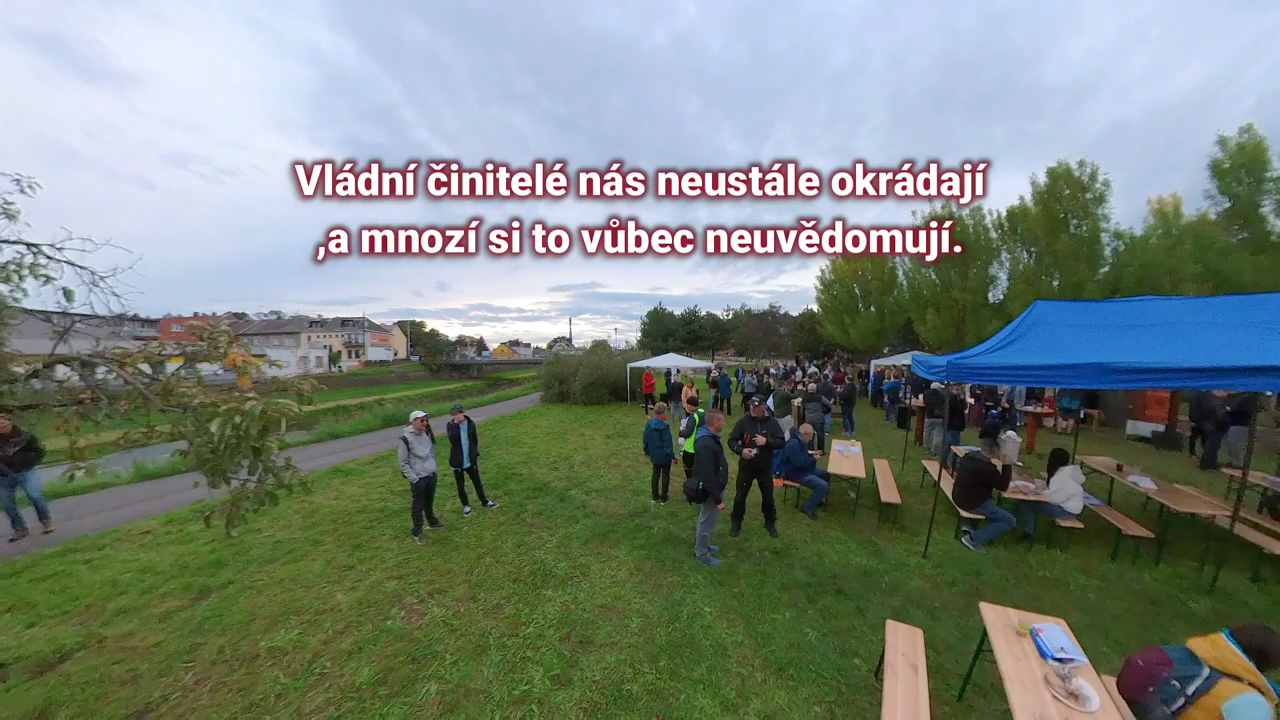 Vládní činitelé nás neustále okrádají
,a mnozí si to vůbec neuvědomují.